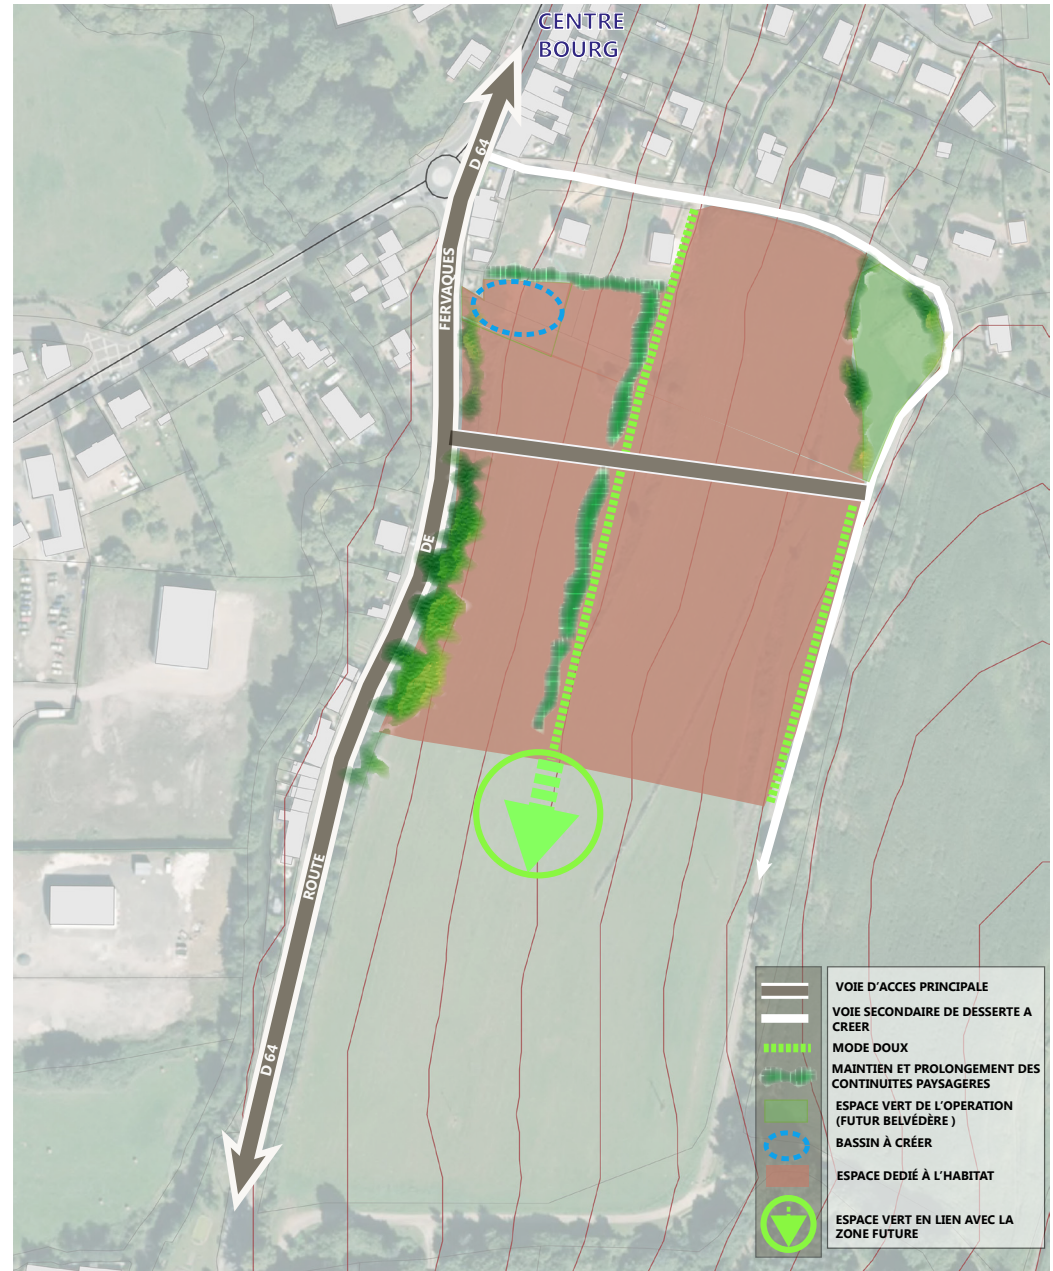 CENTRE
BOURG
D 64
FERVAQUES
DE
ROUTE
D 64
VOIE D'ACCES PRINCIPALE
VOIE SECONDAIRE DE DESSERTE A
CREER
MODE DOUX
MAINTIEN ET PROLONGEMENT DES
CONTINUITES PAYSAGERES
ESPACE VERT DE L'OPERATION
(FUTUR BELVÉDÈRE )
BASSIN À CRÉER
ESPACE DEDIÉ À L'HABITAT
ESPACE VERT EN LIEN AVEC LA
ZONE FUTURE